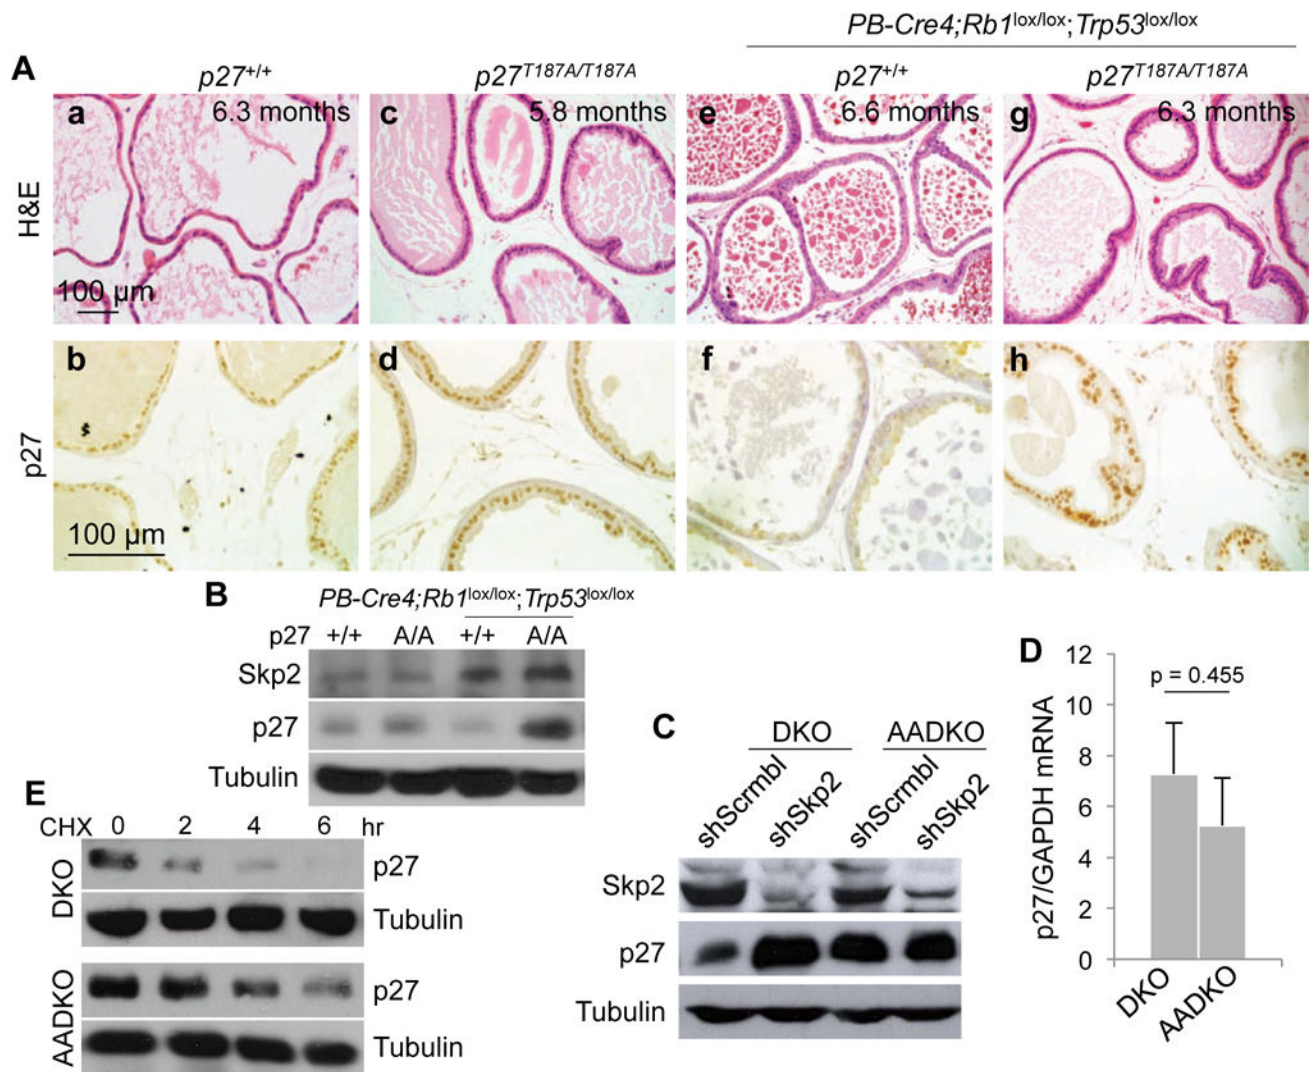 PB-Cre4;Rb1lox/lox;Trp53lox/lox
A
p27+/+
p27T187A/T187A
p27+/+
p27T187A/T187A
a
6.3 months
c
5.8 months
e
6.6 months
g
6.3 months
H&E
100 µm
b
d
f
h
p27
100 µm
B
PB-Cre4;Rb1lox/lox;Trp53lox/lox
p27 +/+ A/A +/+ A/A
Skp2
p27
Tubulin
C
DKO AADKO
shScrmbl shSkp2 shScrmbl shSkp2
Skp2
p27
Tubulin
D
p27/GAPDH mRNA
12
10
8
6
4
2
0
p = 0.455
DKO
AADKO
E
CHX 0 2 4 6 hr
DKO
p27
Tubulin
AADKO
p27
Tubulin